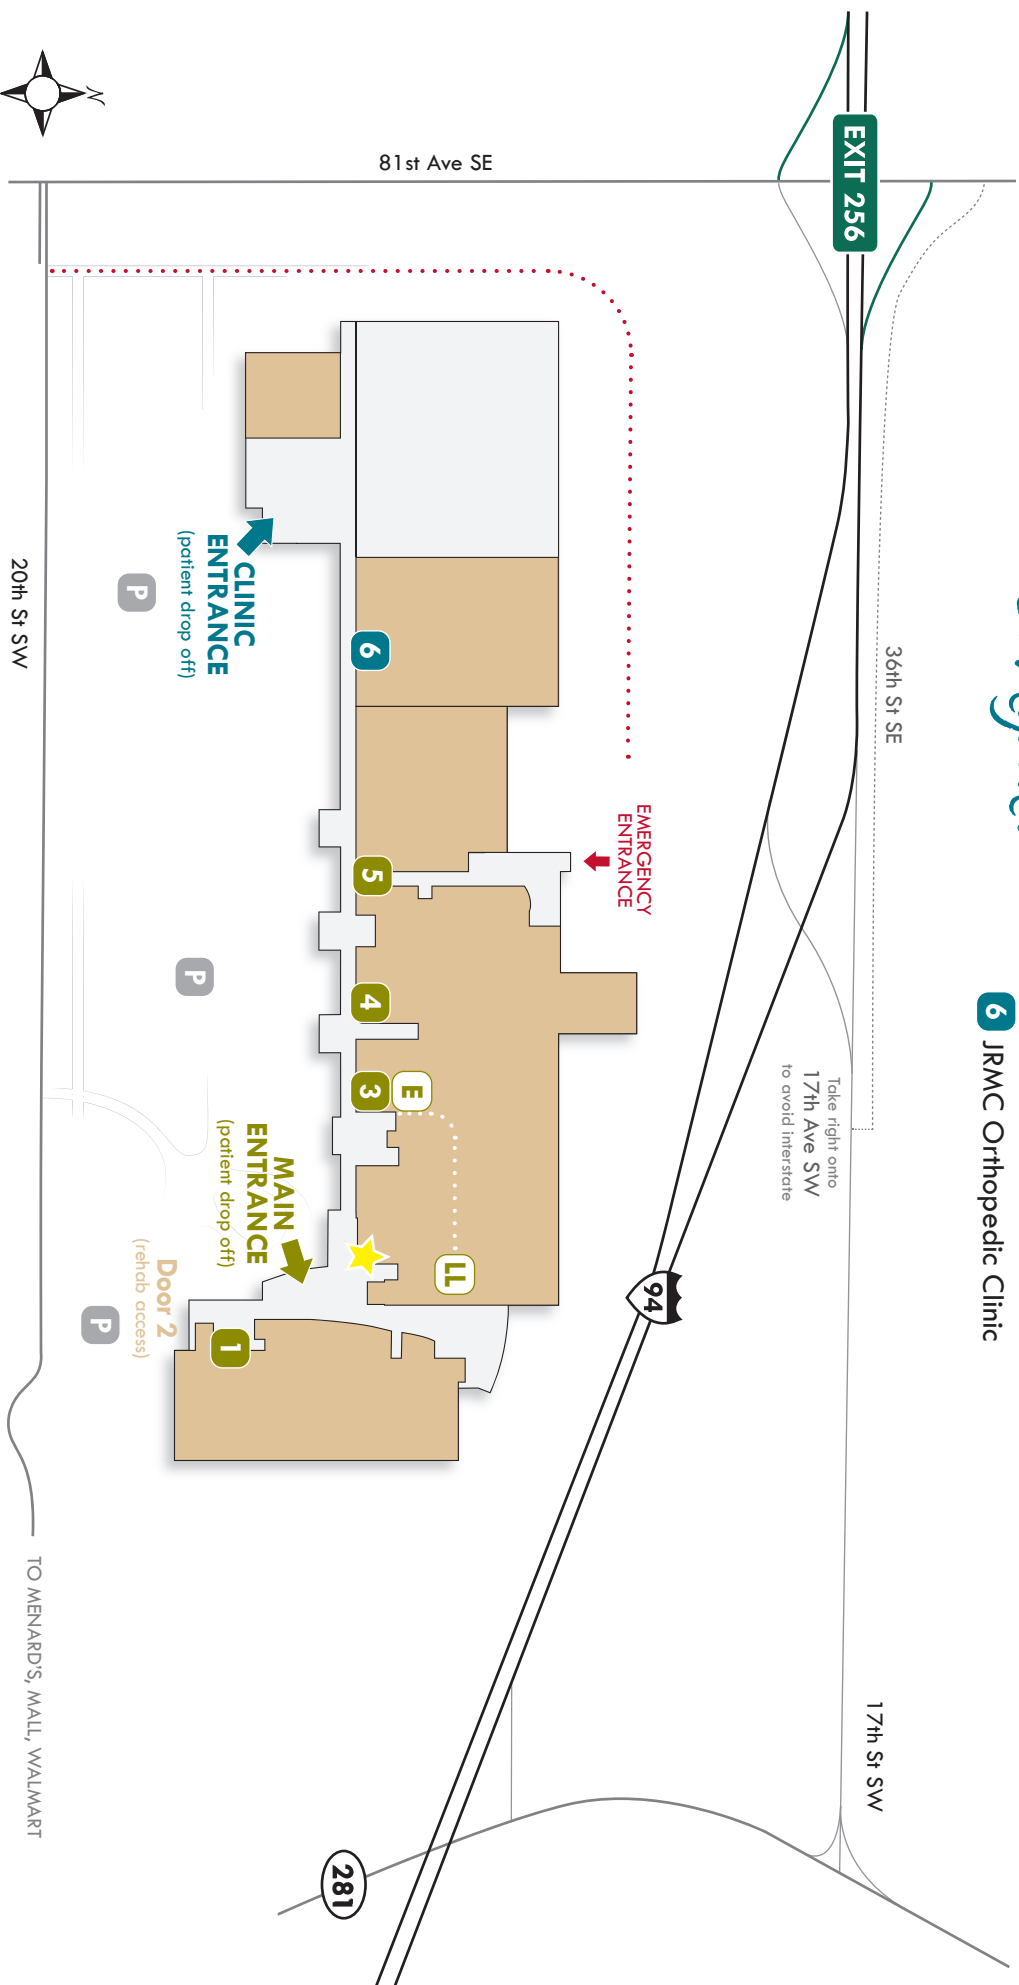 6 JRMC Orthopedic Clinic
36th St SE
17th St SW
EXIT 256
81st Ave SE
Take right onto
17th Ave SW
to avoid interstate
94
EMERGENCY
ENTRANCE
LL
E
6
5
4
3
1
281
CLINIC
ENTRANCE
(patient drop off)
MAIN
ENTRANCE
(patient drop off)
Door 2
(rehab access)
P
P
P
N
20th St SW
TO MENARD'S, MALL, WALMART